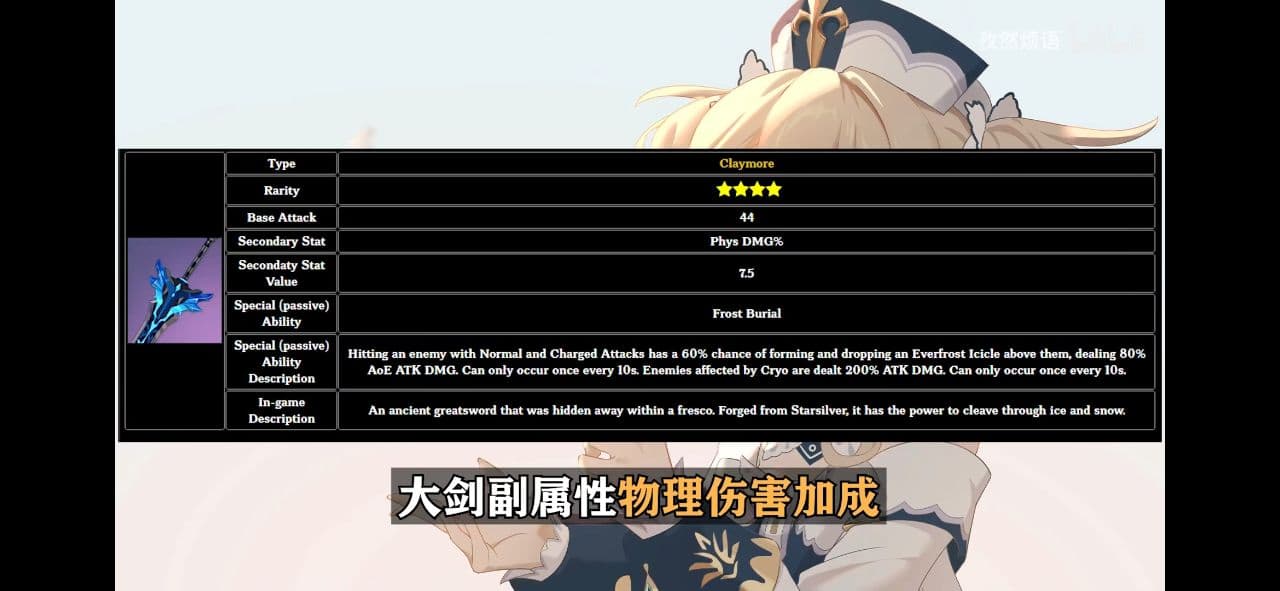 孜然烦语
Type
Claymore
Rarity
Base Attack
44
Secondary Stat
Phys DMG%
Secondaty Stat
Value
7.5
Special (passive)
Ability
Frost Burial
Special (passive)
Ability
Description
Hitting an enemy with Normal and Charged Attacks has a 60% chance of forming and dropping an Everfrost Icicle above them, dealing 80%
AoE ATK DMG. Can only occur once every 10s. Enemies affected by Cryo are dealt 200% ATK DMG. Can only occur once every 10s.
In-game
Description
An ancient greatsword that was hidden away within a fresco. Forged from Starsilver, it has the power to cleave through ice and snow.
大剑副属性物理伤害加成